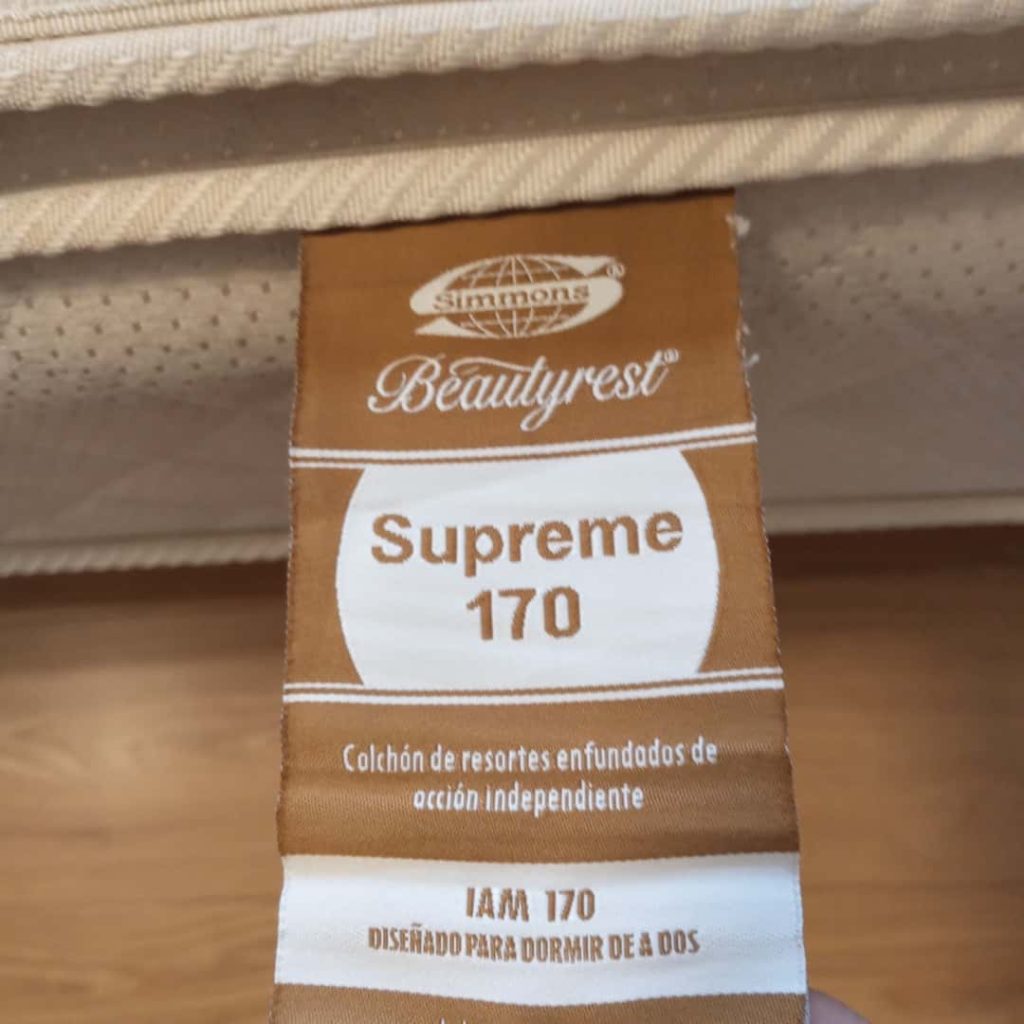 Simmons®
Beautyrest®
Supreme
170
Colchón de resortes enfundados de
acción independiente
IAM 170
DISEÑADO PARA DORMIR DE A DOS